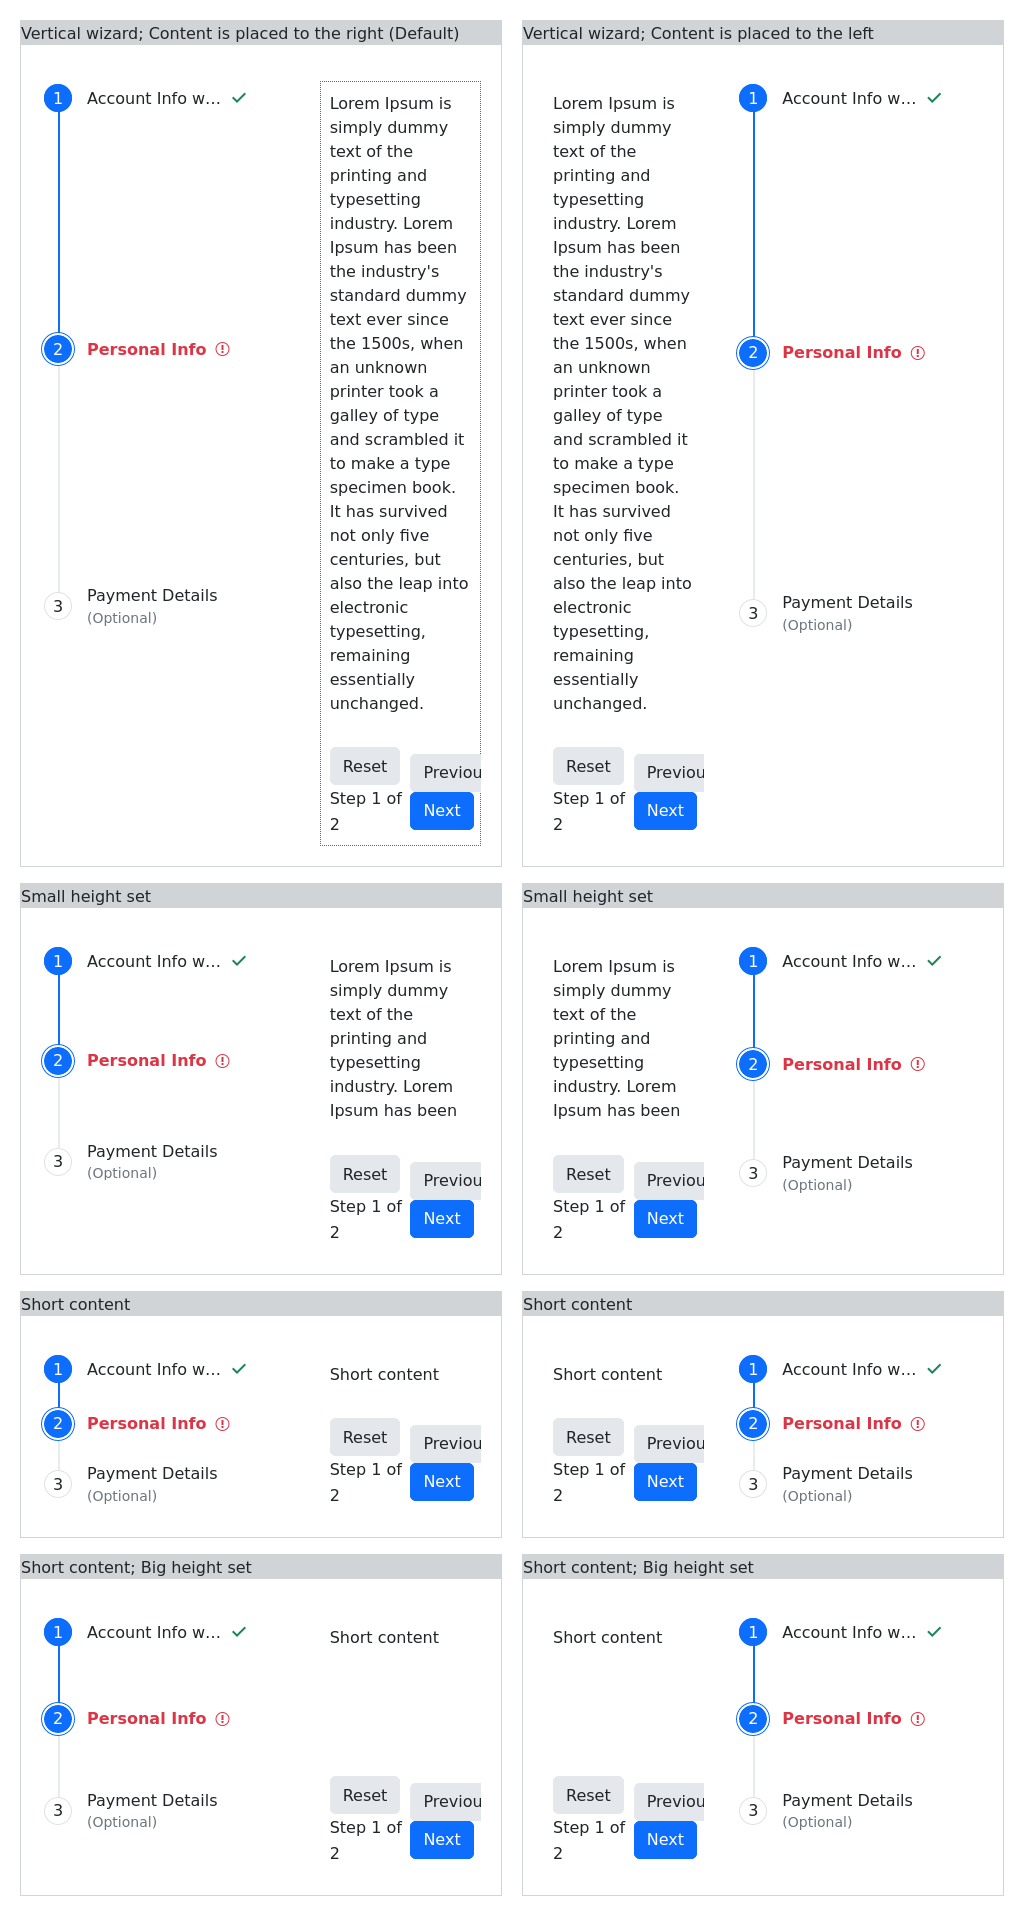 Vertical wizard; Content is placed to the right (Default)
1 Account Info w...
2 Personal Info
3 Payment Details
(Optional)
Lorem Ipsum is
simply dummy
text of the
printing and
typesetting
industry. Lorem
Ipsum has been
the industry's
standard dummy
text ever since
the 1500s, when
an unknown
printer took a
galley of type
and scrambled it
to make a type
specimen book.
It has survived
not only five
centuries, but
also the leap into
electronic
typesetting,
remaining
essentially
unchanged.
Reset
Previou
Step 1 of
2
Next
Vertical wizard; Content is placed to the left
Lorem Ipsum is
simply dummy
text of the
printing and
typesetting
industry. Lorem
Ipsum has been
the industry's
standard dummy
text ever since
the 1500s, when
an unknown
printer took a
galley of type
and scrambled it
to make a type
specimen book.
It has survived
not only five
centuries, but
also the leap into
electronic
typesetting,
remaining
essentially
unchanged.
Reset
Previou
Step 1 of
2
Next
1 Account Info w...
2 Personal Info
3 Payment Details
(Optional)
Small height set
1 Account Info w...
2 Personal Info
3 Payment Details
(Optional)
Lorem Ipsum is
simply dummy
text of the
printing and
typesetting
industry. Lorem
Ipsum has been
Reset
Previou
Step 1 of
2
Next
Small height set
Lorem Ipsum is
simply dummy
text of the
printing and
typesetting
industry. Lorem
Ipsum has been
Reset
Previou
Step 1 of
2
Next
1 Account Info w...
2 Personal Info
3 Payment Details
(Optional)
Short content
1 Account Info w...
2 Personal Info
3 Payment Details
(Optional)
Short content
Reset
Previou
Step 1 of
2
Next
Short content
Short content
Reset
Previou
Step 1 of
2
Next
1 Account Info w...
2 Personal Info
3 Payment Details
(Optional)
Short content; Big height set
1 Account Info w...
2 Personal Info
3 Payment Details
(Optional)
Short content
Reset
Previou
Step 1 of
2
Next
Short content; Big height set
Short content
Reset
Previou
Step 1 of
2
Next
1 Account Info w...
2 Personal Info
3 Payment Details
(Optional)